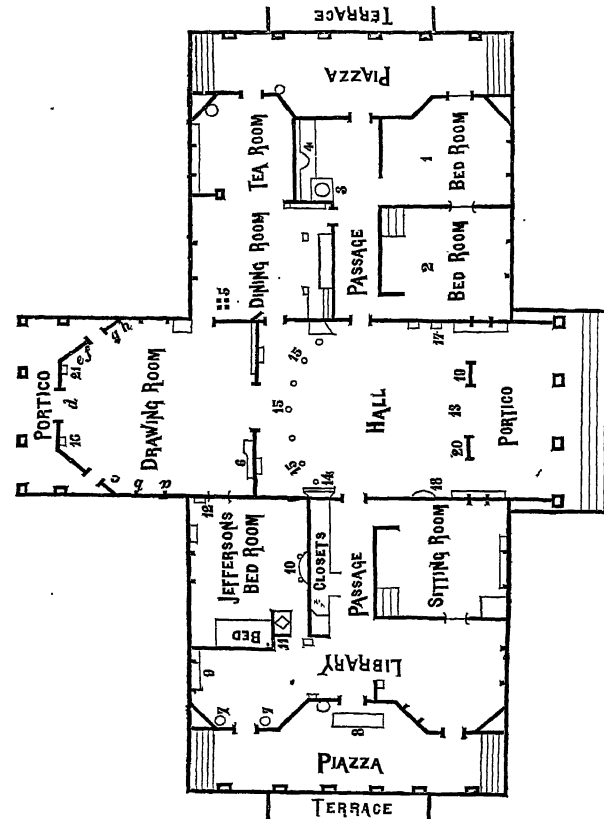 TERRACE
PIAZZA
TEA ROOM
4
3
1
BED ROOM
DINING ROOM
5
PASSAGE
2
BED ROOM
PORTICO
DRAWING ROOM
a
b
c
d
e
f
g
h
21
16
6
15
15
15
14
HALL
17
18
19
13
20
PORTICO
12
JEFFERSONS
BED ROOM
10
CLOSETS
PASSAGE
SITTING ROOM
BED
11
LIBRARY
9
7
7
8
PIAZZA
TERRACE